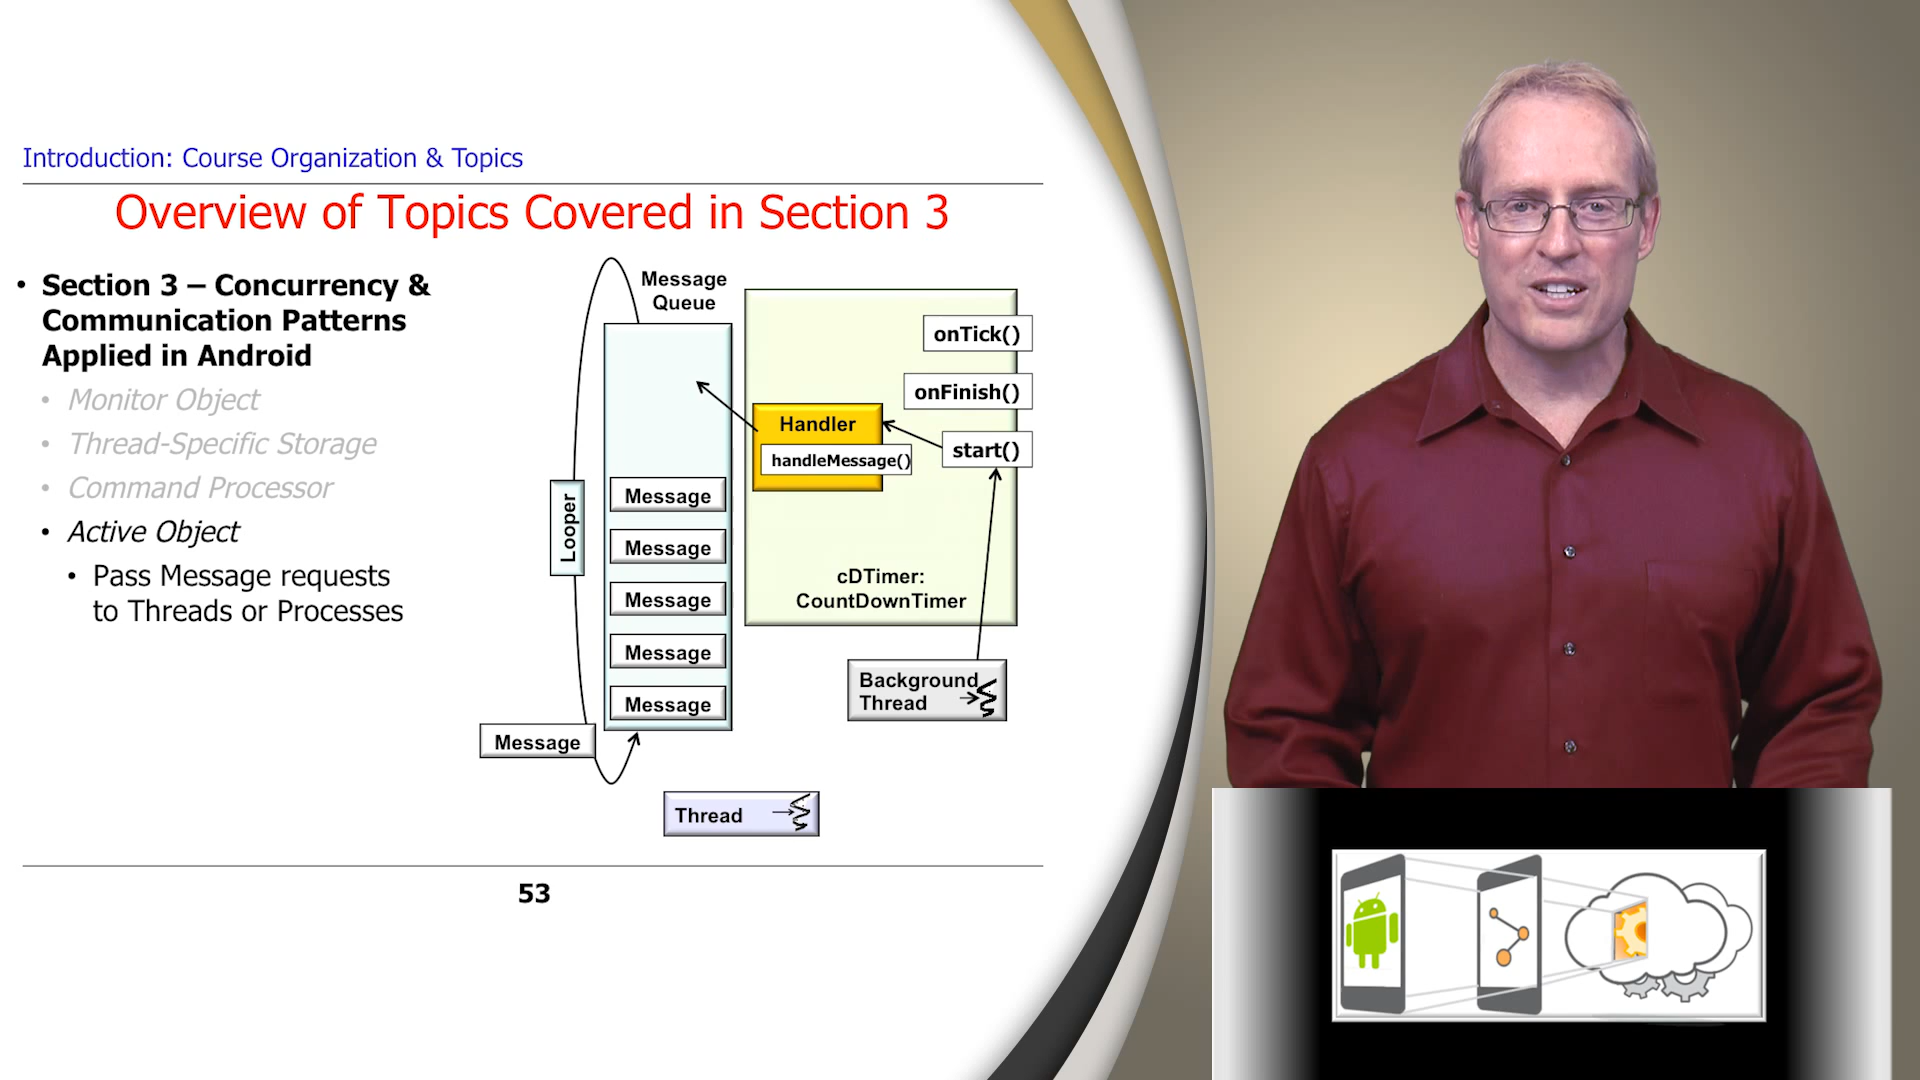 Introduction: Course Organization & Topics
Overview of Topics Covered in Section 3
• Section 3 – Concurrency &
Communication Patterns
Applied in Android
• Monitor Object
• Thread-Specific Storage
• Command Processor
• Active Object
• Pass Message requests
to Threads or Processes
Message
Queue
onTick()
onFinish()
Handler
start()
handleMessage()
Looper
Message
Message
Message
Message
Message
Message
cDTimer:
CountDownTimer
Background
Thread
Thread
53